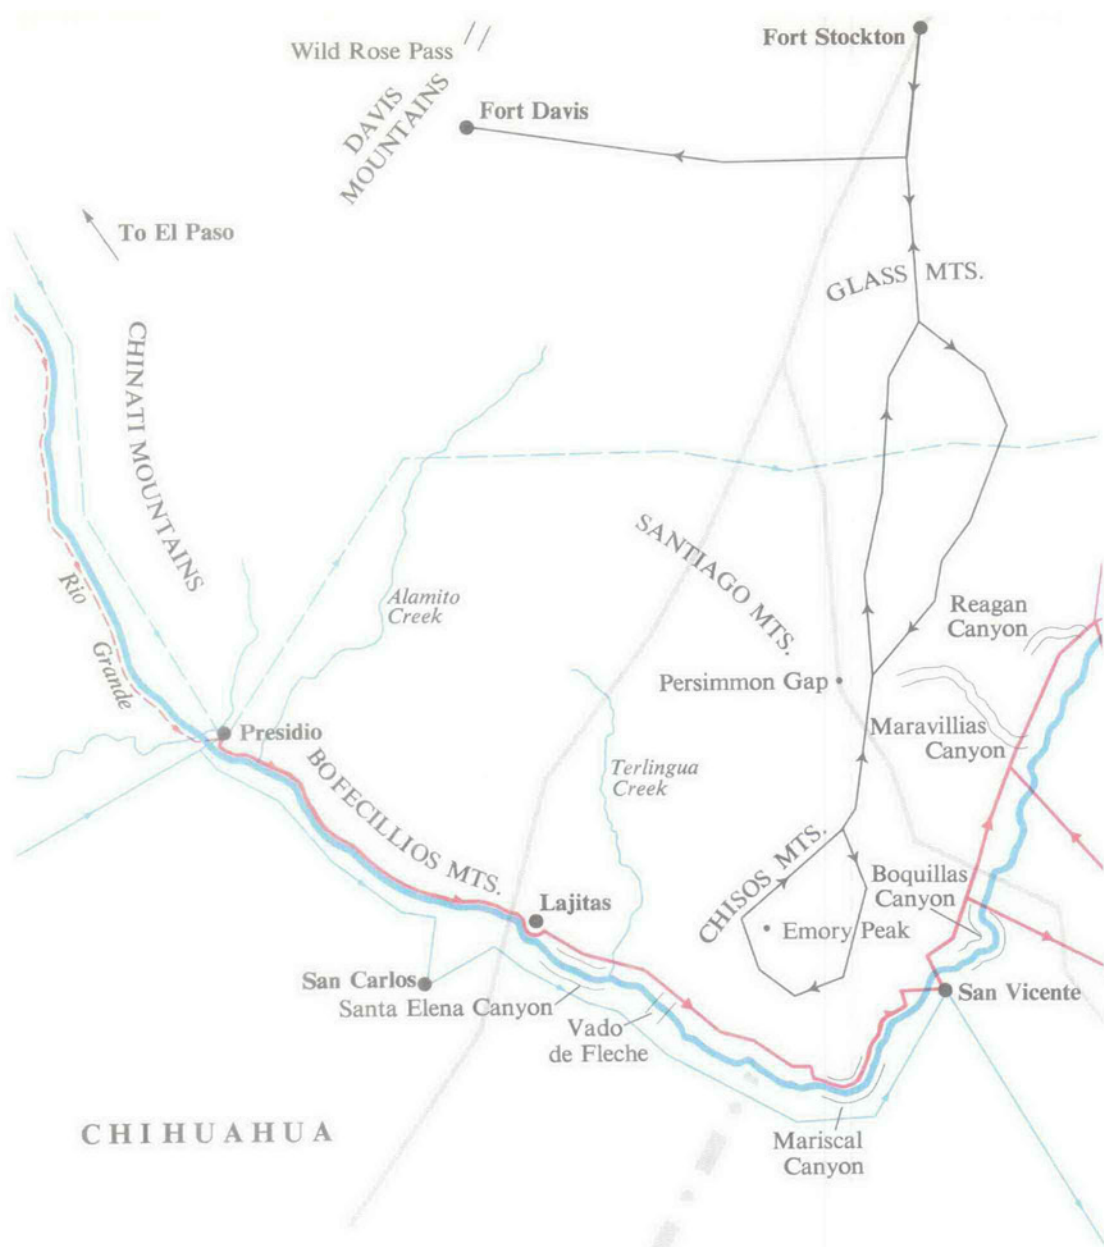 Fort Stockton
Wild Rose Pass
DAVIS
MOUNTAINS
Fort Davis
To El Paso
GLASS MTS.
CHINATI MOUNTAINS
SANTIAGO MTS.
Rio
Grande
Alamito
Creek
Reagan
Canyon
Persimmon Gap
Maravillias
Canyon
Presidio
BOFECILLIOS MTS.
Terlingua
Creek
CHISOS MTS.
Boquillas
Canyon
Lajitas
Emory Peak
San Carlos
Santa Elena Canyon
San Vicente
Vado
de Fleche
CHIHUAHUA
Mariscal
Canyon